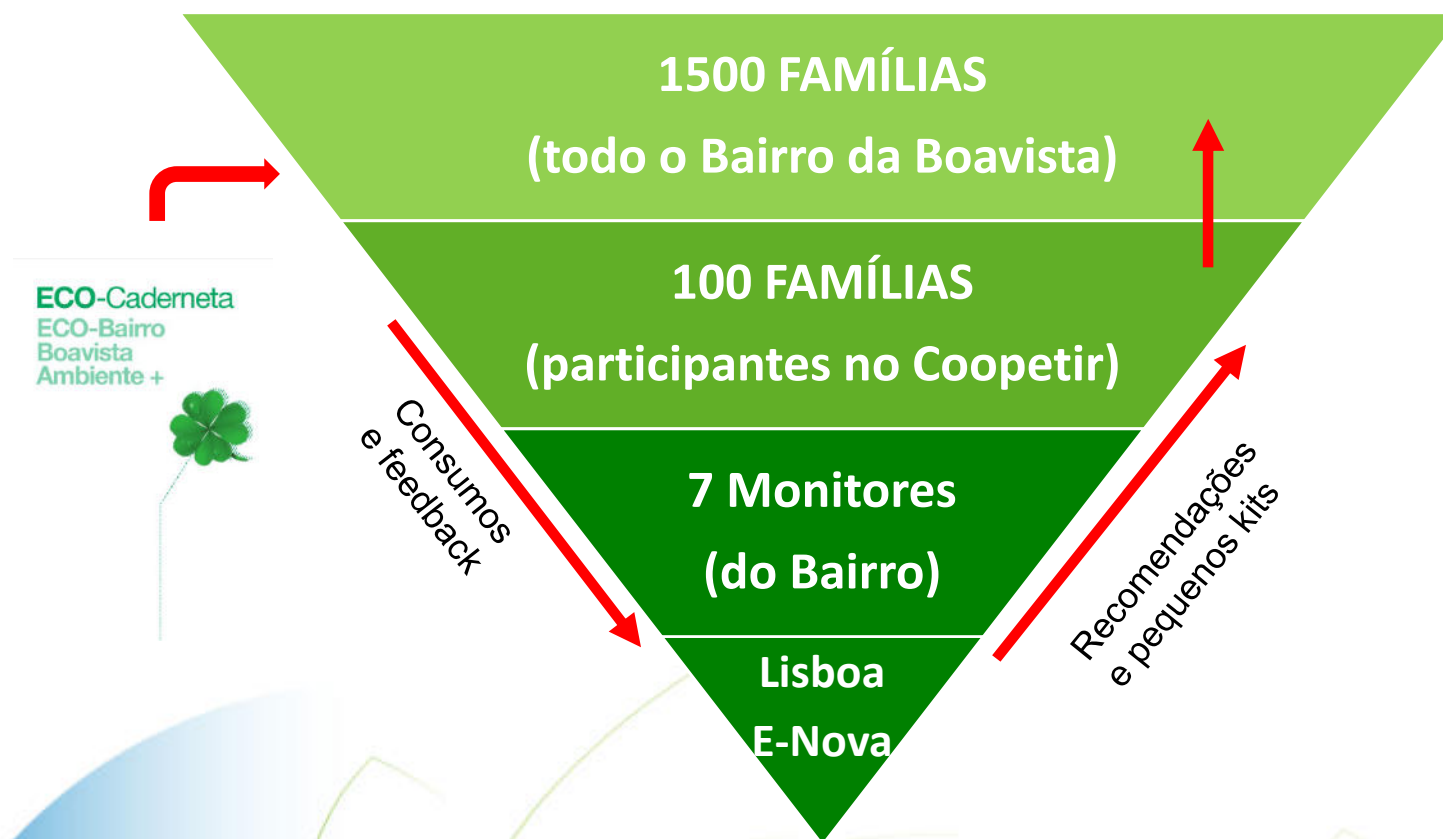 1500 FAMÍLIAS
(todo o Bairro da Boavista)
100 FAMÍLIAS
(participantes no Coopetir)
7 Monitores
(do Bairro)
Lisboa
E-Nova
ECO-Caderneta
ECO-Bairro
Boavista
Ambiente +
Consumos
e feedback
Recomendações
e pequenos kits